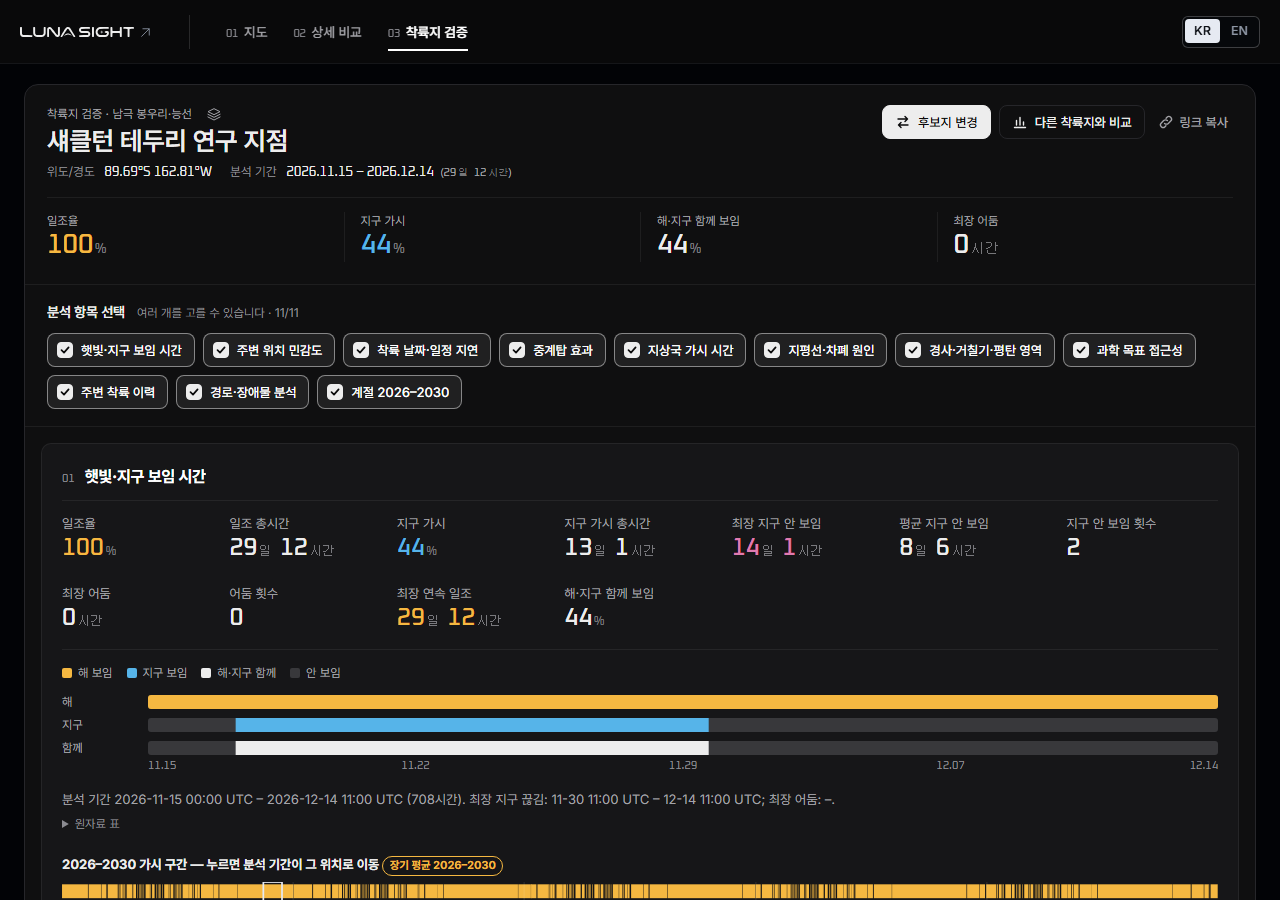 LUNA SIGHT
01 지도 02 상세 비교 03 착륙지 검증
KR EN
착륙지 검증 · 남극 봉우리·능선
섀클턴 테두리 연구 지점
후보지 변경 다른 착륙지와 비교 링크 복사
위도/경도 89.69°S 162.81°W 분석 기간 2026.11.15 – 2026.12.14 (29일 12시간)
일조율 지구 가시 해·지구 함께 보임 최장 어둠
100% 44% 44% 0시간
분석 항목 선택 여러 개를 고를 수 있습니다 · 11/11
햇빛·지구 보임 시간 주변 위치 민감도 착륙 날짜·일정 지연 중계탑 효과 지상국 가시 시간 지평선·차폐 원인 경사·거칠기·평탄 영역 과학 목표 접근성
주변 착륙 이력 경로·장애물 분석 계절 2026–2030
01 햇빛·지구 보임 시간
일조율 일조 총시간 지구 가시 지구 가시 총시간 최장 지구 안 보임 평균 지구 안 보임 지구 안 보임 횟수
100% 29일 12시간 44% 13일 1시간 14일 1시간 8일 6시간 2
최장 어둠 어둠 횟수 최장 연속 일조 해·지구 함께 보임
0시간 0 29일 12시간 44%
해 보임 지구 보임 해·지구 함께 안 보임
해
지구
함께
11.15 11.22 11.29 12.07 12.14
분석 기간 2026-11-15 00:00 UTC – 2026-12-14 11:00 UTC (708시간). 최장 지구 끊김: 11-30 11:00 UTC – 12-14 11:00 UTC; 최장 어둠: –.
원자료 표
2026–2030 가시 구간 — 누르면 분석 기간이 그 위치로 이동 장기 평균 2026–2030